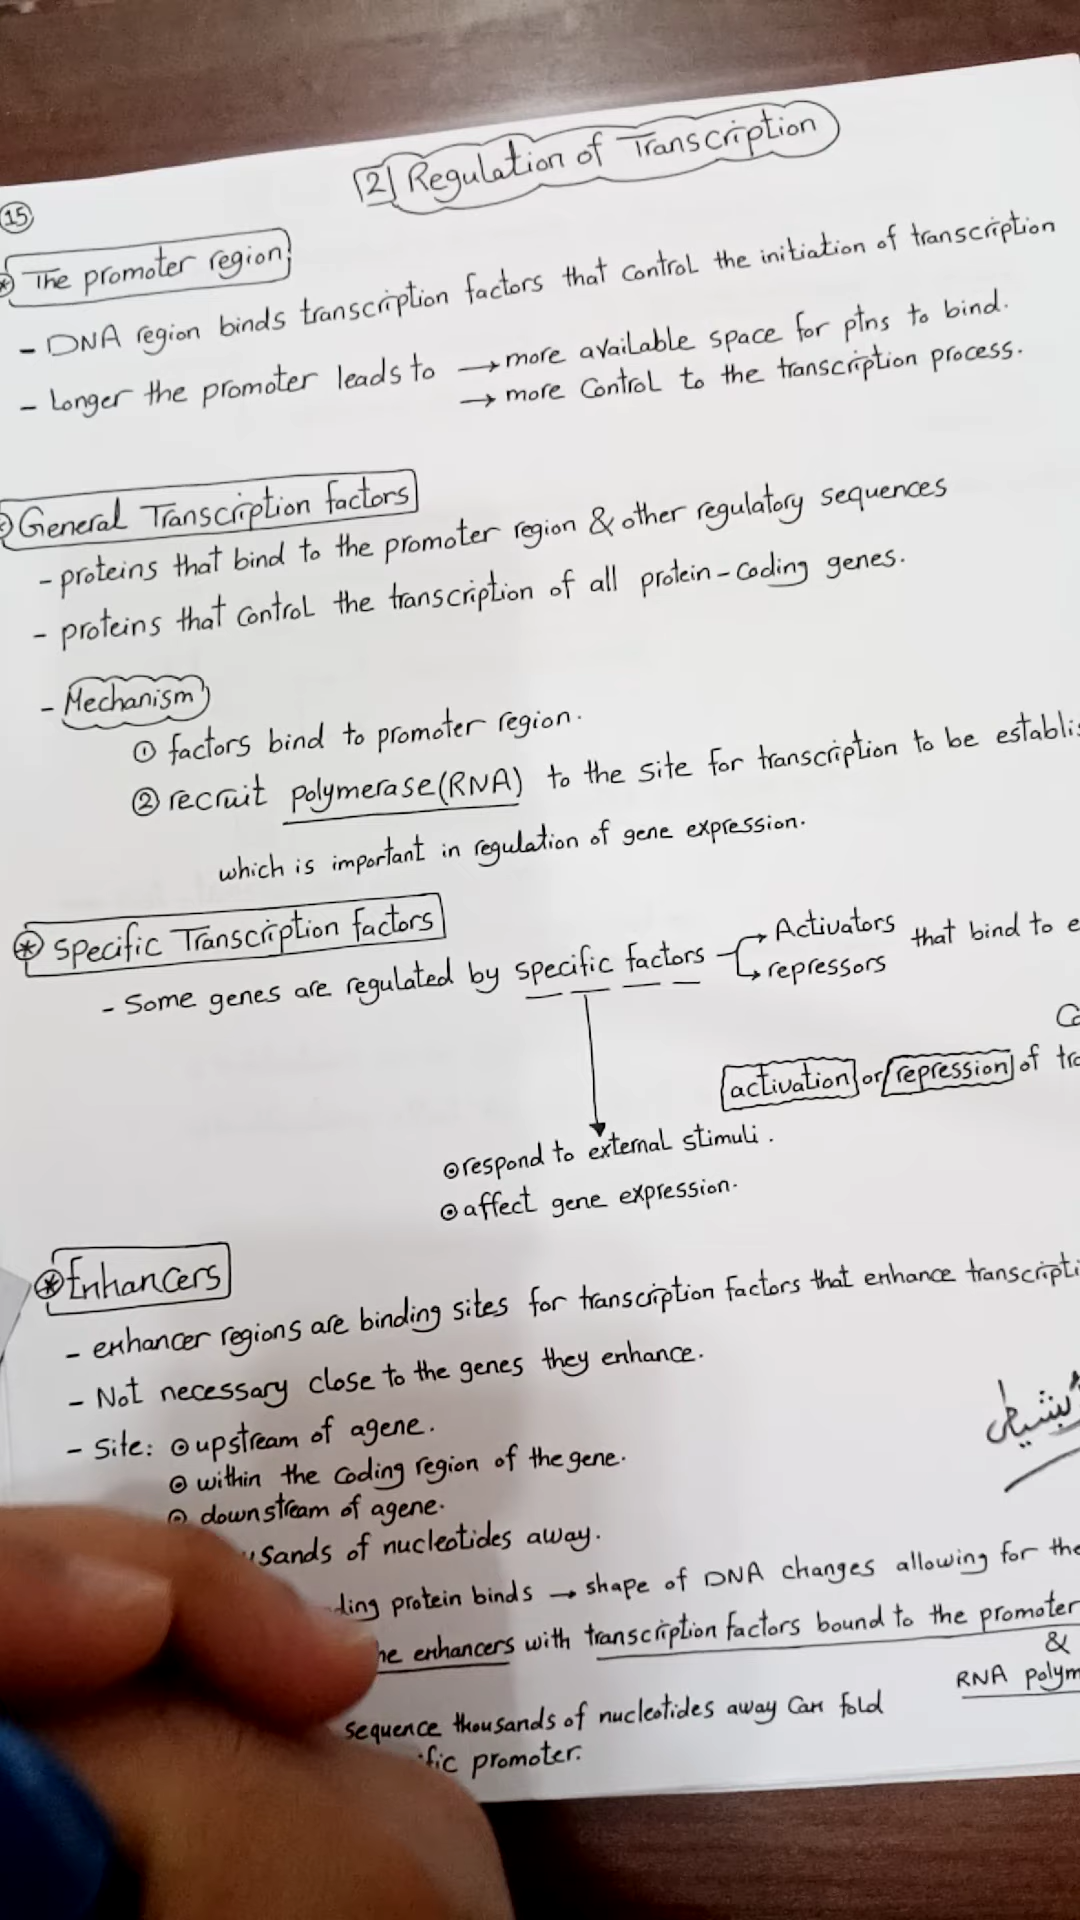 [2] Regulation of Transcription
15
* The promoter region:
- DNA region binds transcription factors that control the initiation of transcription
- Longer the promoter leads to → more available space for ptns to bind.
→ more control to the transcription process.
General Transcription factors
- proteins that bind to the promoter region & other regulatory sequences
- proteins that control the transcription of all protein-coding genes.
- Mechanism
① factors bind to promoter region.
② recruit polymerase (RNA) to the site for transcription to be establis
which is important in regulation of gene expression.
* Specific Transcription factors
- Some genes are regulated by specific factors → Activators that bind to e
↳ repressors
activation or repression of
respond to external stimuli.
affect gene expression.
* Enhancers
- enhancer regions are binding sites for transcription factors that enhance transcripti
- Not necessary close to the genes they enhance.
- Site: ⊙ upstream of agene.
⊙ within the coding region of the gene.
⊙ downstream of agene.
usands of nucleotides away.
ding protein binds → shape of DNA changes allowing for the
he enhancers with transcription factors bound to the promoter
&
RNA polym
sequence thousands of nucleotides away can fold
fic promoter.